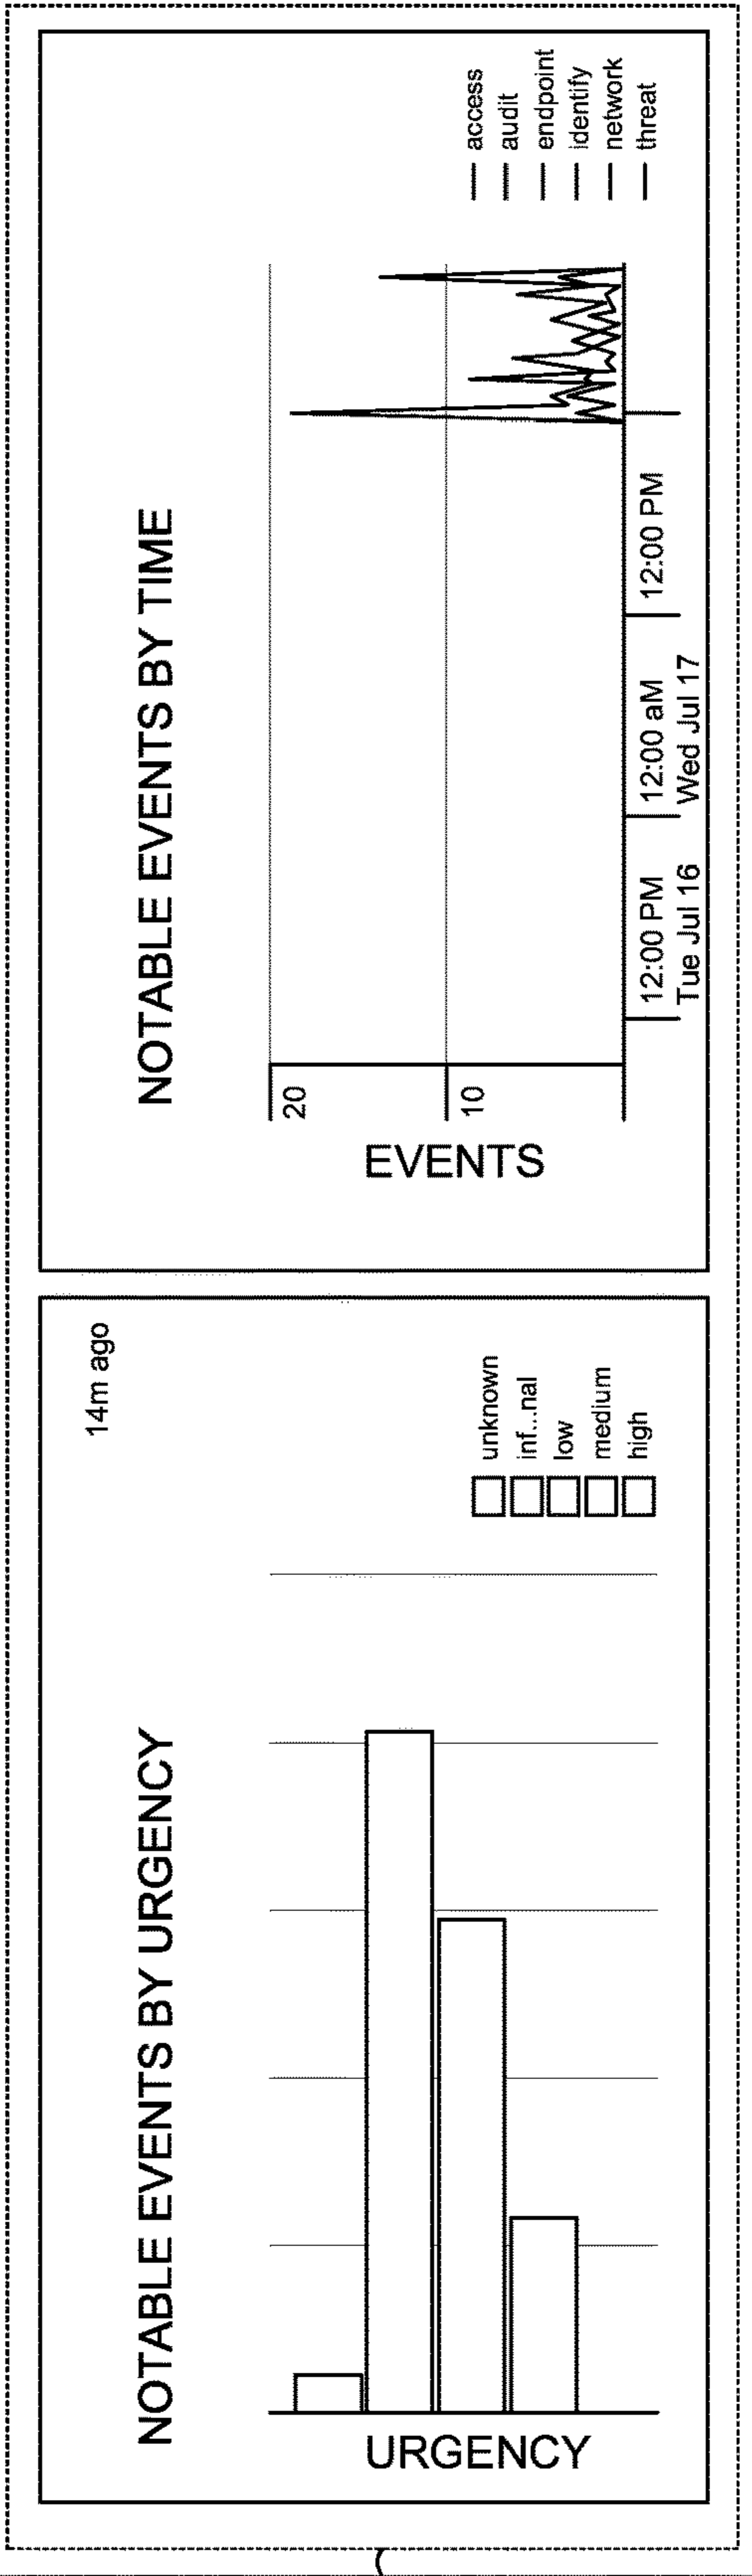 NOTABLE EVENTS BY URGENCY
14m ago
URGENCY
unknown
inf...nal
low
medium
high
NOTABLE EVENTS BY TIME
EVENTS
20
10
12:00 PM
Tue Jul 16
12:00 aM
Wed Jul 17
12:00 PM
access
audit
endpoint
identify
network
threat